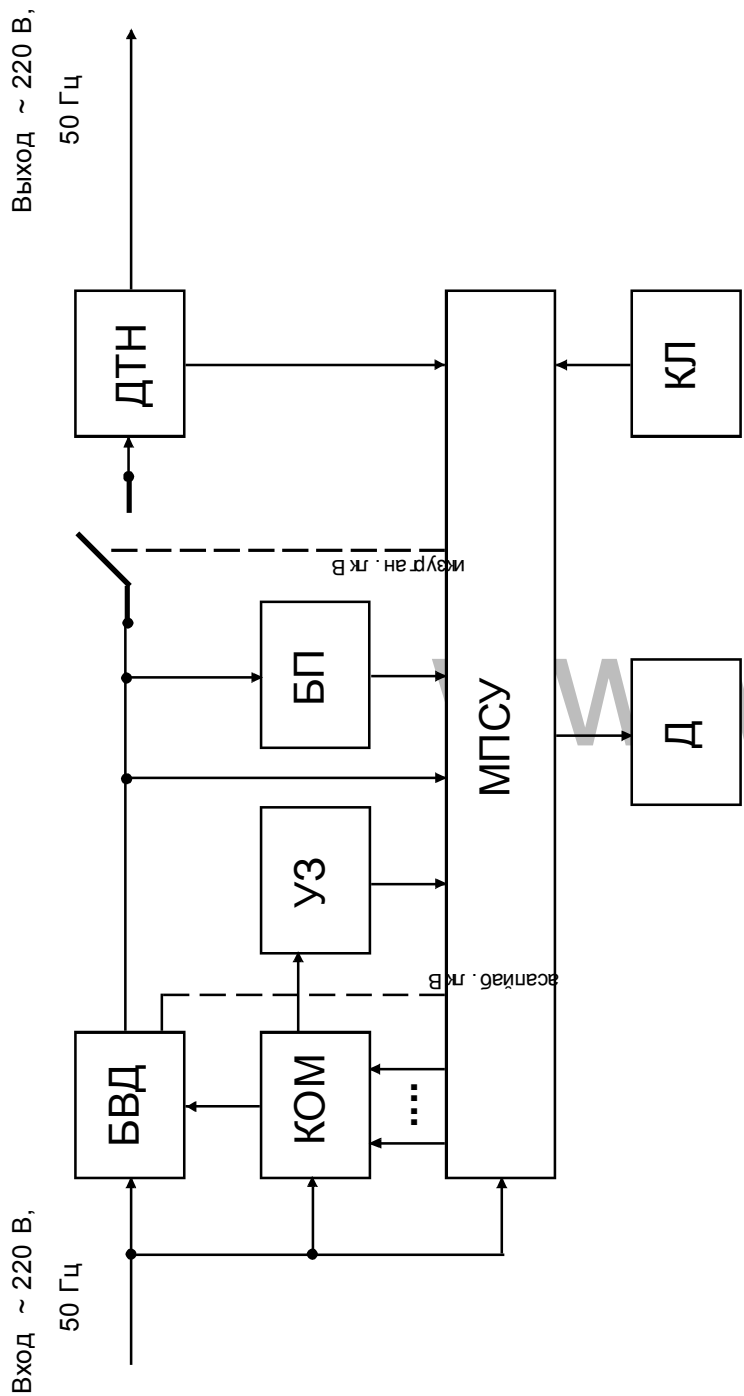 Вход ~ 220 В,
50 Гц
Выход ~ 220 В,
50 Гц
БВД
ДТН
КОМ
УЗ
БП
Вкл. байпаса
Вкл. нагрузки
МПСУ
Д
КЛ
....